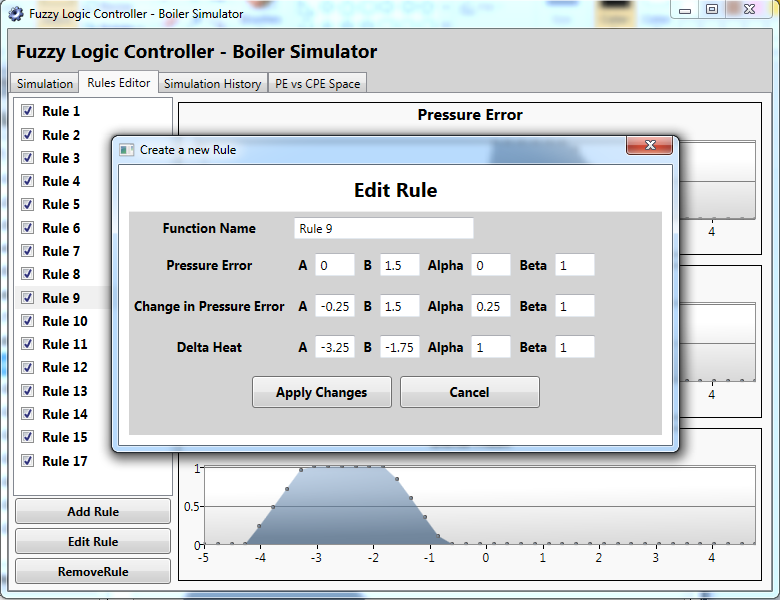 Fuzzy Logic Controller - Boiler Simulator
Fuzzy Logic Controller - Boiler Simulator
Simulation Rules Editor Simulation History PE vs CPE Space
Rule 1
Rule 2
Rule 3
Rule 4
Rule 5
Rule 6
Rule 7
Rule 8
Rule 9
Rule 10
Rule 11
Rule 12
Rule 13
Rule 14
Rule 15
Rule 17
Add Rule
Edit Rule
RemoveRule
Pressure Error
4
4
Create a new Rule
Edit Rule
Function Name Rule 9
Pressure Error A 0 B 1.5 Alpha 0 Beta 1
Change in Pressure Error A -0.25 B 1.5 Alpha 0.25 Beta 1
Delta Heat A -3.25 B -1.75 Alpha 1 Beta 1
Apply Changes Cancel
1
0.5
0
-5 -4 -3 -2 -1 0 1 2 3 4